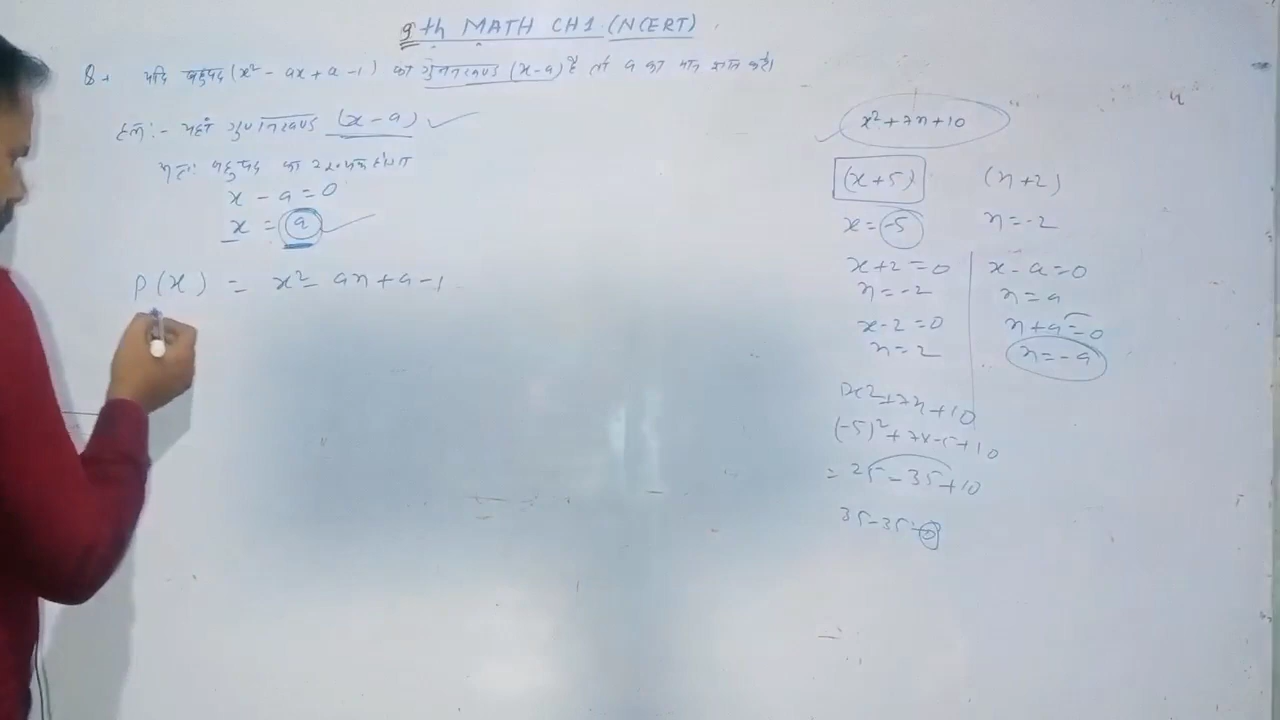 9th MATH CH1 (NCERT)
Q. यदि बहुपद (x² - ax + a - 1) का गुणनखण्ड (x-a) है तो a का मान ज्ञात करें।
हल:- यहाँ गुणनखण्ड (x - a)
अतः बहुपद का शून्यक होगा
x - a = 0
x = a
P(x) = x² - ax + a - 1
x² + 7x + 10
(x+5) (x+2)
x = -5 x = -2
x+2 = 0 x - a = 0
x = -2 x = a
x - 2 = 0 x + a = 0
x = 2 x = -a
x² + 7x + 10
(-5)² + 7x-5 + 10
= 25 - 35 + 10
35 - 35 = 0